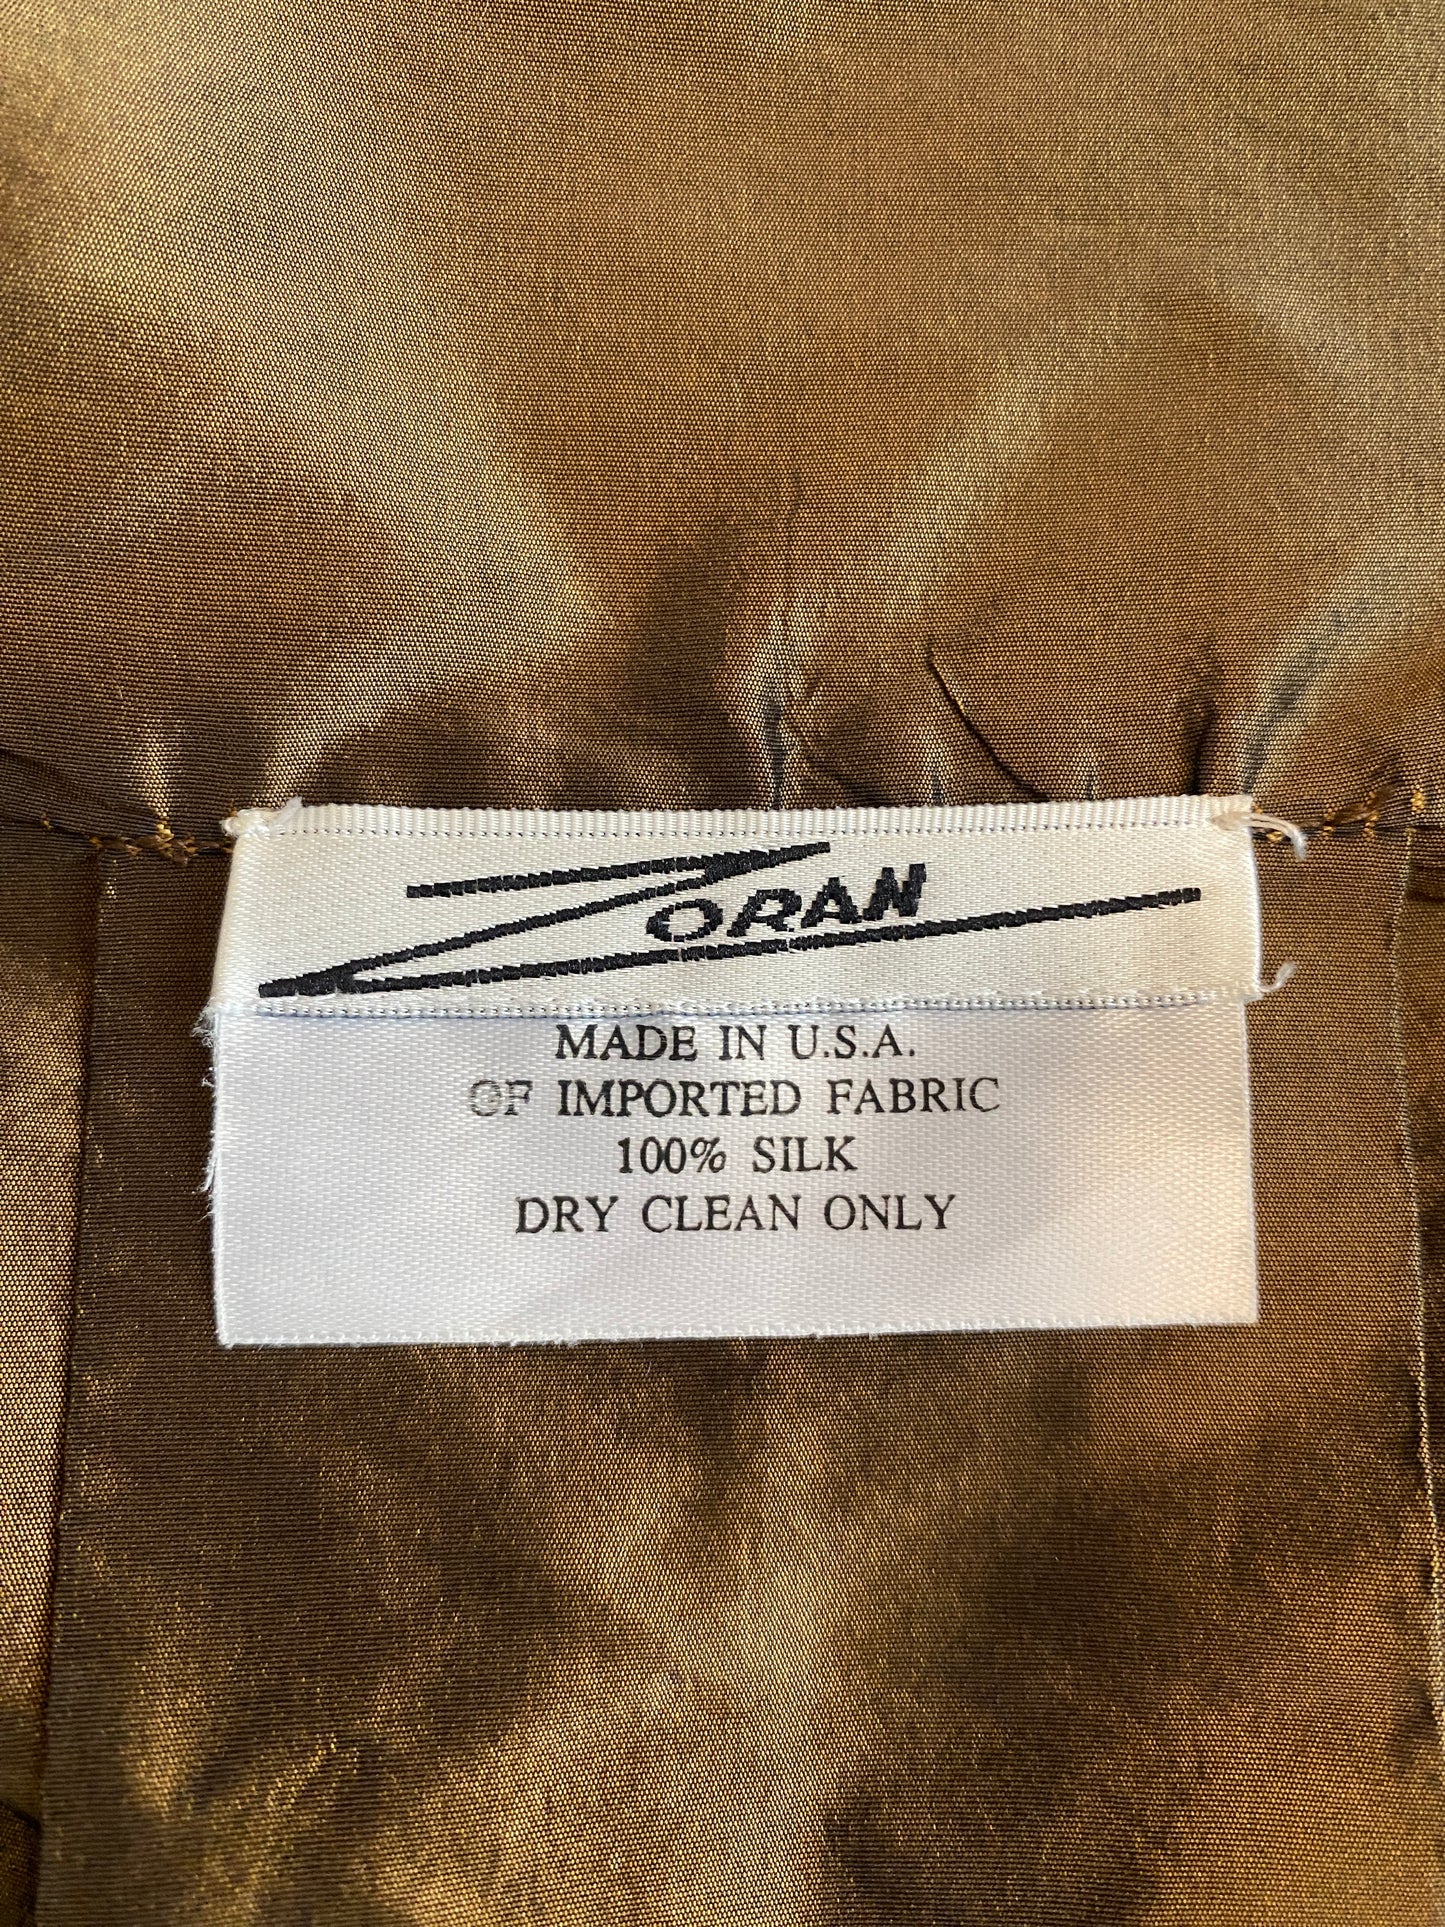 ZORAN
MADE IN U.S.A.
OF IMPORTED FABRIC
100% SILK
DRY CLEAN ONLY